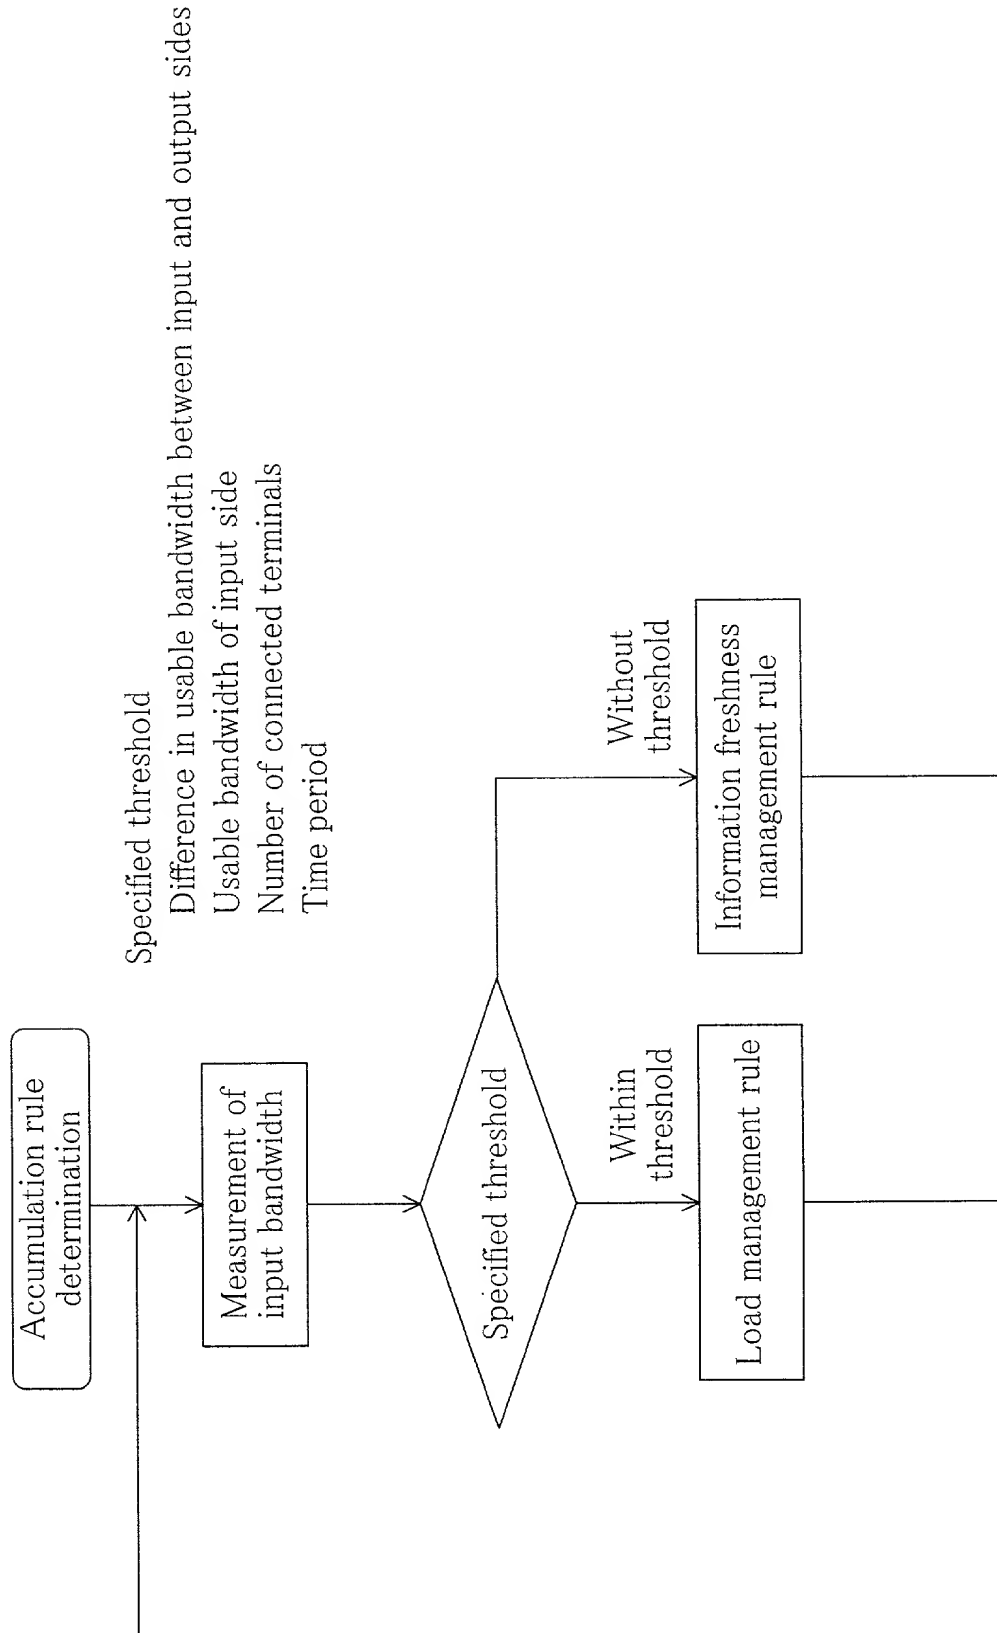 Accumulation rule
determination
Specified threshold
Difference in usable bandwidth between input and output sides
Usable bandwidth of input side
Number of connected terminals
Time period
Measurement of
input bandwidth
Specified threshold
Within
threshold
Without
threshold
Load management rule
Information freshness
management rule